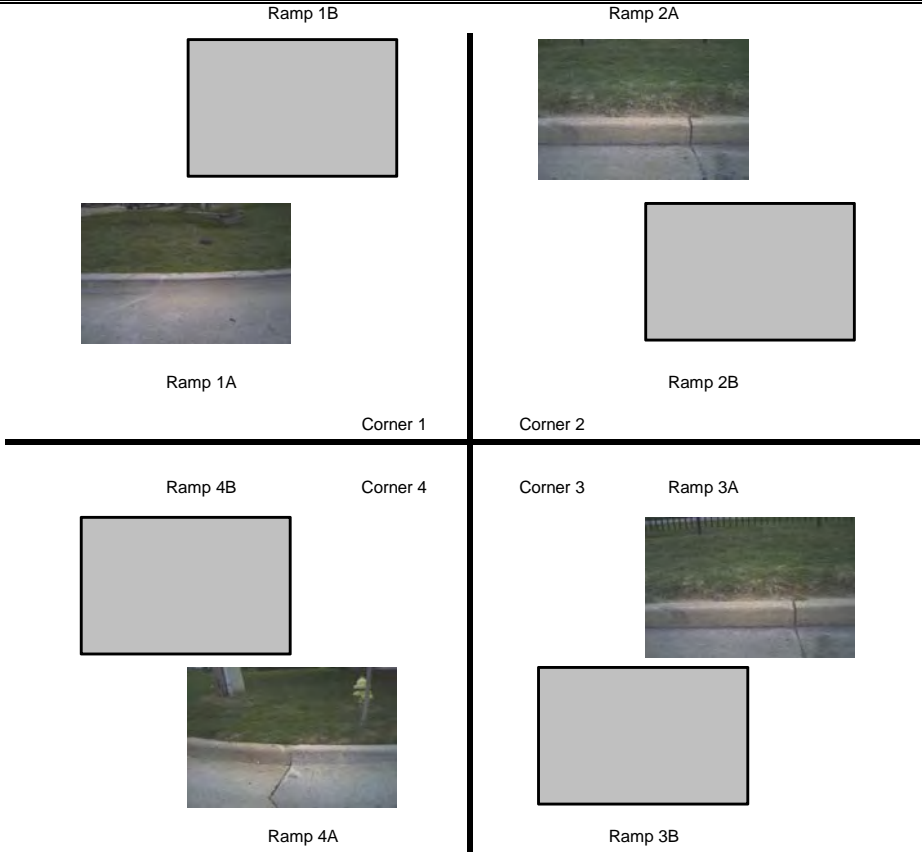 Ramp 1B
Ramp 2A
Ramp 1A
Ramp 2B
Corner 1
Corner 2
Ramp 4B
Corner 4
Corner 3
Ramp 3A
Ramp 4A
Ramp 3B